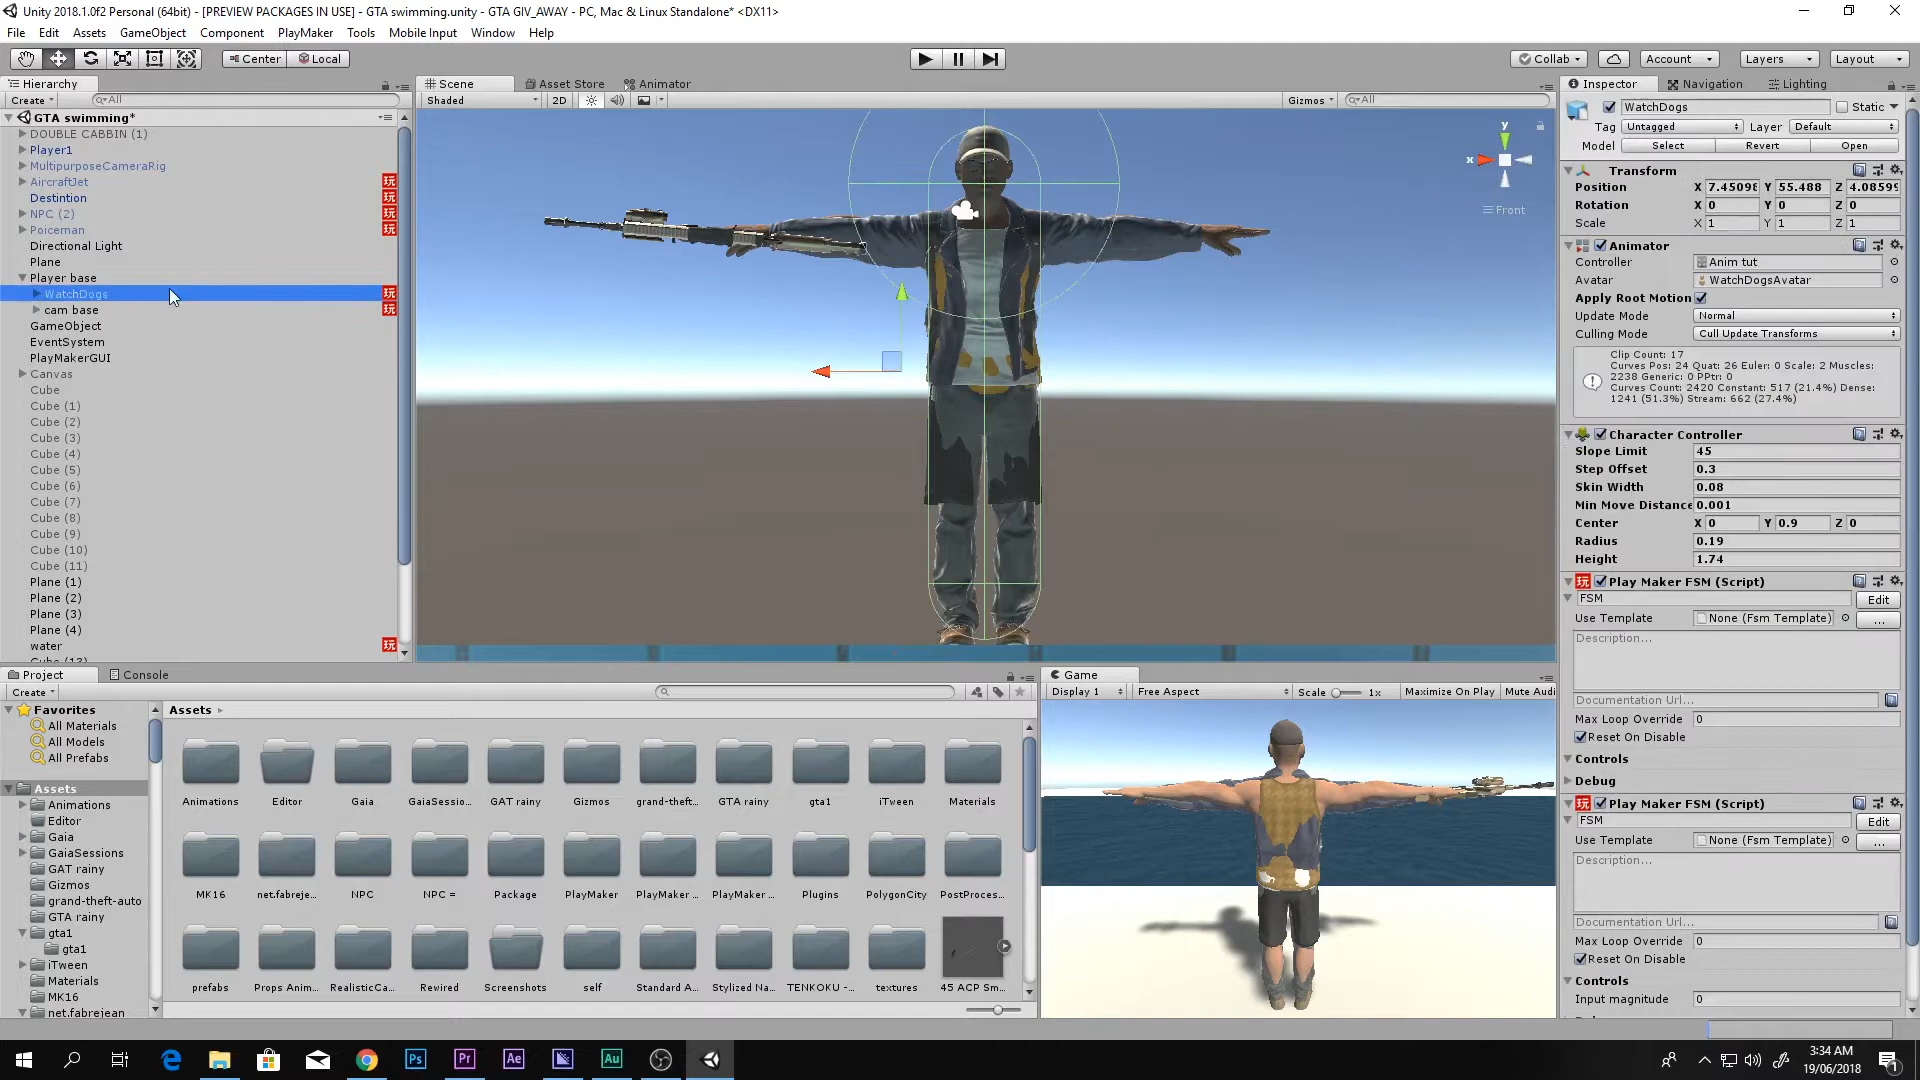 Unity 2018.1.0f2 Personal (64bit) - [PREVIEW PACKAGES IN USE] - GTA swimming.unity - GTA GIV_AWAY - PC, Mac & Linux Standalone* <DX11>
File Edit Assets GameObject Component PlayMaker Tools Mobile Input Window Help
Center Local Collab Account Layers Layout
Hierarchy
Create All
GTA swimming*
DOUBLE CABBIN (1)
Player1
MultipurposeCameraRig
AircraftJet 玩
Destintion 玩
NPC (2) 玩
Poiceman 玩
Directional Light
Plane
Player base
WatchDogs 玩
cam base 玩
GameObject
EventSystem
PlayMakerGUI
Canvas
Cube
Cube (1)
Cube (2)
Cube (3)
Cube (4)
Cube (5)
Cube (6)
Cube (7)
Cube (8)
Cube (9)
Cube (10)
Cube (11)
Plane (1)
Plane (2)
Plane (3)
Plane (4)
water 玩
Scene Asset Store Animator
Shaded 2D Gizmos All
y
x
Front
Inspector Navigation Lighting
WatchDogs Static
Tag Untagged Layer Default
Model Select Revert Open
Transform
Position X 7.45098 Y 55.488 Z 4.08599
Rotation X 0 Y 0 Z 0
Scale X 1 Y 1 Z 1
Animator
Controller Anim tut
Avatar WatchDogsAvatar
Apply Root Motion
Update Mode Normal
Culling Mode Cull Update Transforms
Clip Count: 17
Curves Pos: 24 Quat: 26 Euler: 0 Scale: 2 Muscles:
2238 Generic: 0 PPtr: 0
Curves Count: 2420 Constant: 517 (21.4%) Dense:
1241 (51.3%) Stream: 662 (27.4%)
Character Controller
Slope Limit 45
Step Offset 0.3
Skin Width 0.08
Min Move Distance 0.001
Center X 0 Y 0.9 Z 0
Radius 0.19
Height 1.74
玩 Play Maker FSM (Script)
FSM Edit
Use Template None (Fsm Template) ...
Description...
Documentation Url...
Max Loop Override 0
Reset On Disable
Controls
Debug
玩 Play Maker FSM (Script)
FSM Edit
Use Template None (Fsm Template) ...
Description...
Documentation Url...
Max Loop Override 0
Reset On Disable
Controls
Input magnitude 0
Project Console
Create
Favorites
All Materials
All Models
All Prefabs
Assets
Animations
Editor
Gaia
GaiaSessions
GAT rainy
Gizmos
grand-theft-auto
GTA rainy
gta1
gta1
iTween
Materials
MK16
net.fabrejean
Assets
Animations Editor Gaia GaiaSessio... GAT rainy Gizmos grand-theft... GTA rainy gta1 iTween Materials
MK16 net.fabreje... NPC NPC = Package PlayMaker PlayMaker ... PlayMaker ... Plugins PolygonCity PostProces...
prefabs Props Anim... RealisticCa... Rewired Screenshots self Standard A... Stylized Na... TENKOKU -... textures 45 ACP Sm...
Game
Display 1 Free Aspect Scale 1x Maximize On Play Mute Audi
Ps Pr Ae Au
3:34 AM
19/06/2018
1